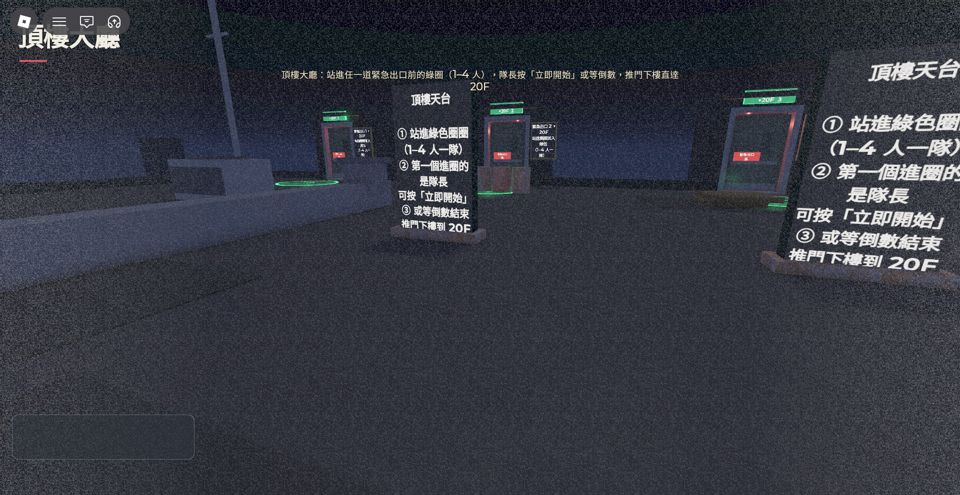 頂樓大廳
頂樓大廳：站進任一道緊急出口前的綠圈（1–4 人），隊長按「立即開始」或等倒數，推門下樓直達
20F
頂樓天台
① 站進綠色圈圈
（1–4 人一隊）
② 第一個進圈的
是隊長
可按「立即開始」
③ 或等倒數結束
推門下樓到 20F
20F 3
頂樓天台
① 站進綠色圈
（1–4 人一隊）
② 第一個進圈的
是隊長
可按「立即開始」
③ 或等倒數結束
推門下樓到 20F